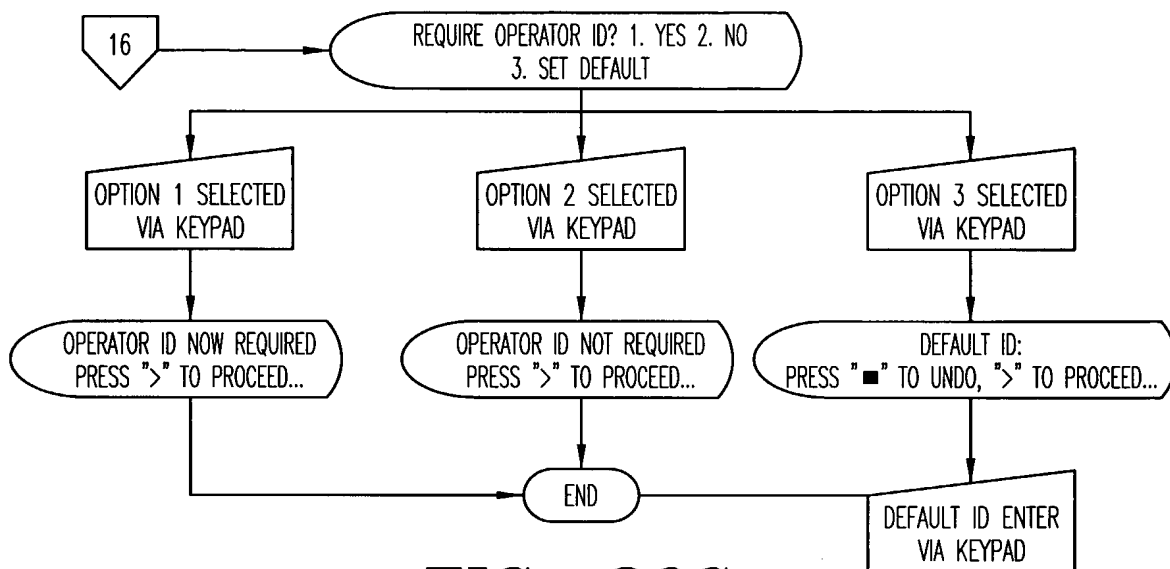 16
REQUIRE OPERATOR ID? 1. YES 2. NO
3. SET DEFAULT
OPTION 1 SELECTED
VIA KEYPAD
OPTION 2 SELECTED
VIA KEYPAD
OPTION 3 SELECTED
VIA KEYPAD
OPERATOR ID NOW REQUIRED
PRESS ">" TO PROCEED...
OPERATOR ID NOT REQUIRED
PRESS ">" TO PROCEED...
DEFAULT ID:
PRESS "■" TO UNDO, ">" TO PROCEED...
END
DEFAULT ID ENTER
VIA KEYPAD